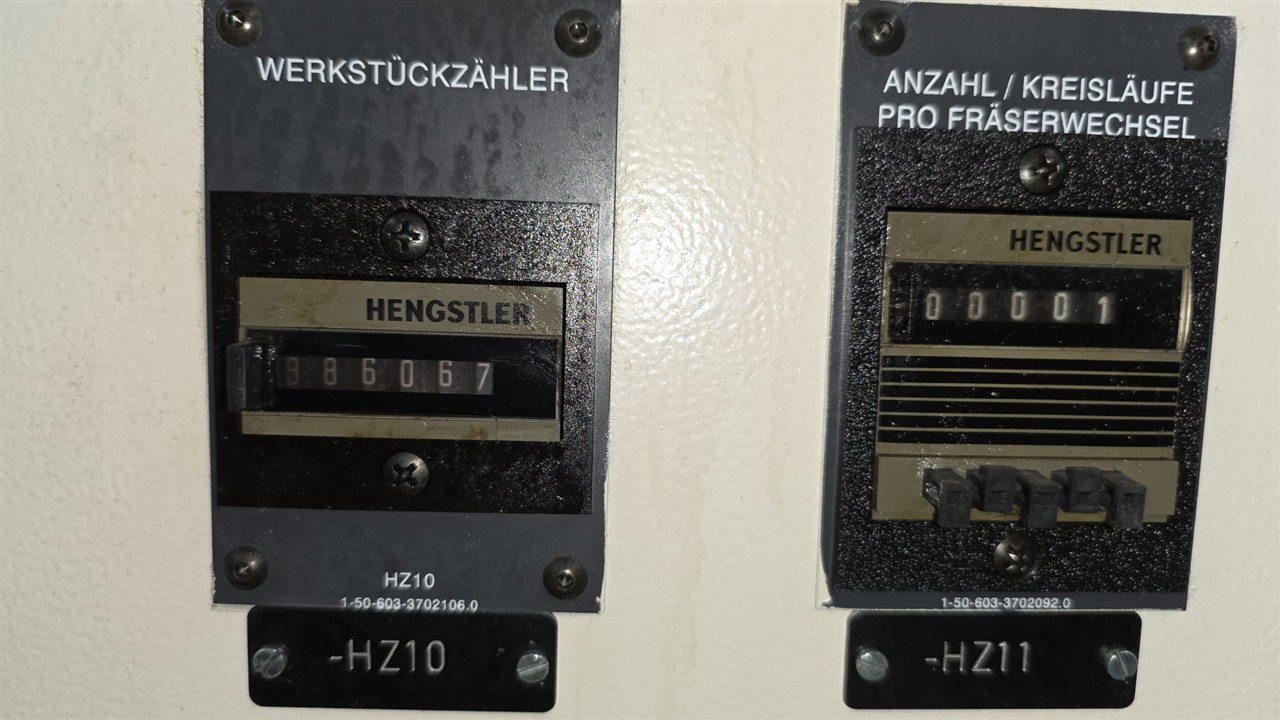 WERKSTÜCKZÄHLER
HENGSTLER
886067
HZ10
1-50-603-3702106.0
-HZ10
ANZAHL / KREISLÄUFE
PRO FRÄSERWECHSEL
HENGSTLER
00001
1-50-603-3702092.0
-HZ11